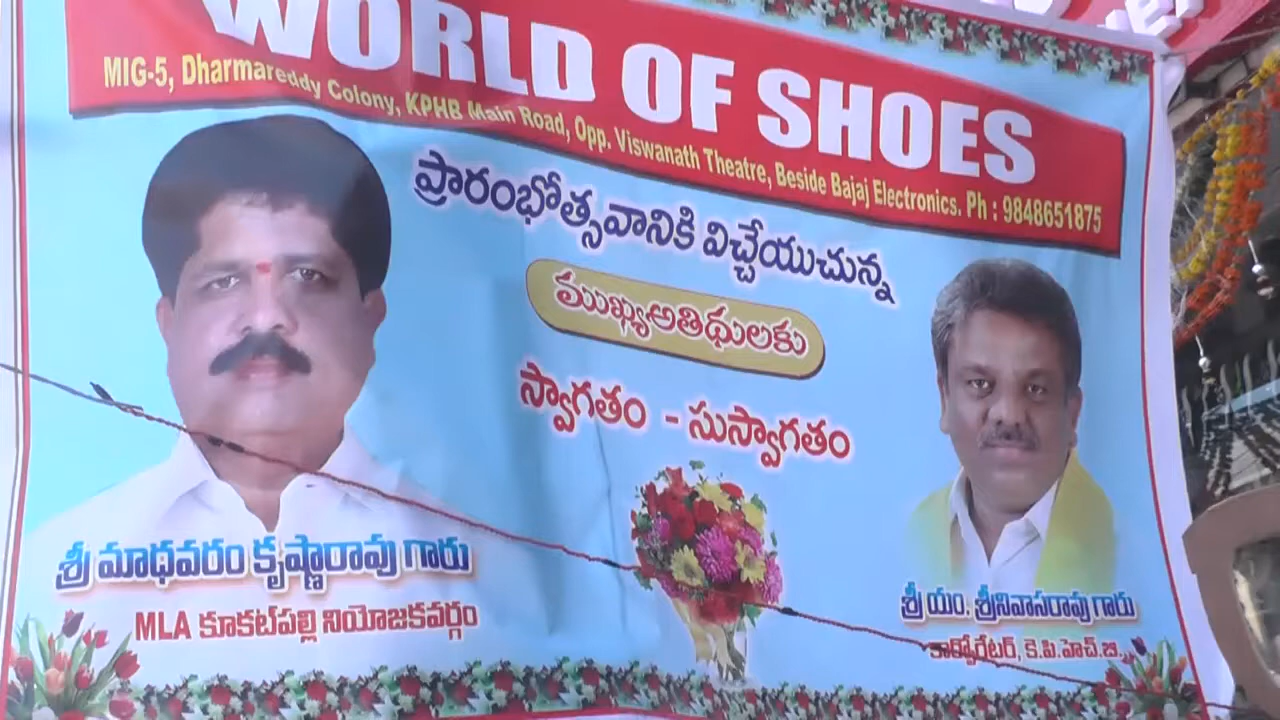 WORLD OF SHOES
MIG-5, Dharmareddy Colony, KPHB Main Road, Opp. Viswanath Theatre, Beside Bajaj Electronics. Ph : 9848651875
ప్రారంభోత్సవానికి విచ్చేయుచున్న
ముఖ్యఅతిథులకు
స్వాగతం - సుస్వాగతం
శ్రీ మాధవరం కృష్ణారావు గారు
MLA కూకట్‌పల్లి నియోజకవర్గం
శ్రీ యం. శ్రీనివాసరావు గారు
కార్పోరేటర్, కె.పి.హెచ్.బి.,